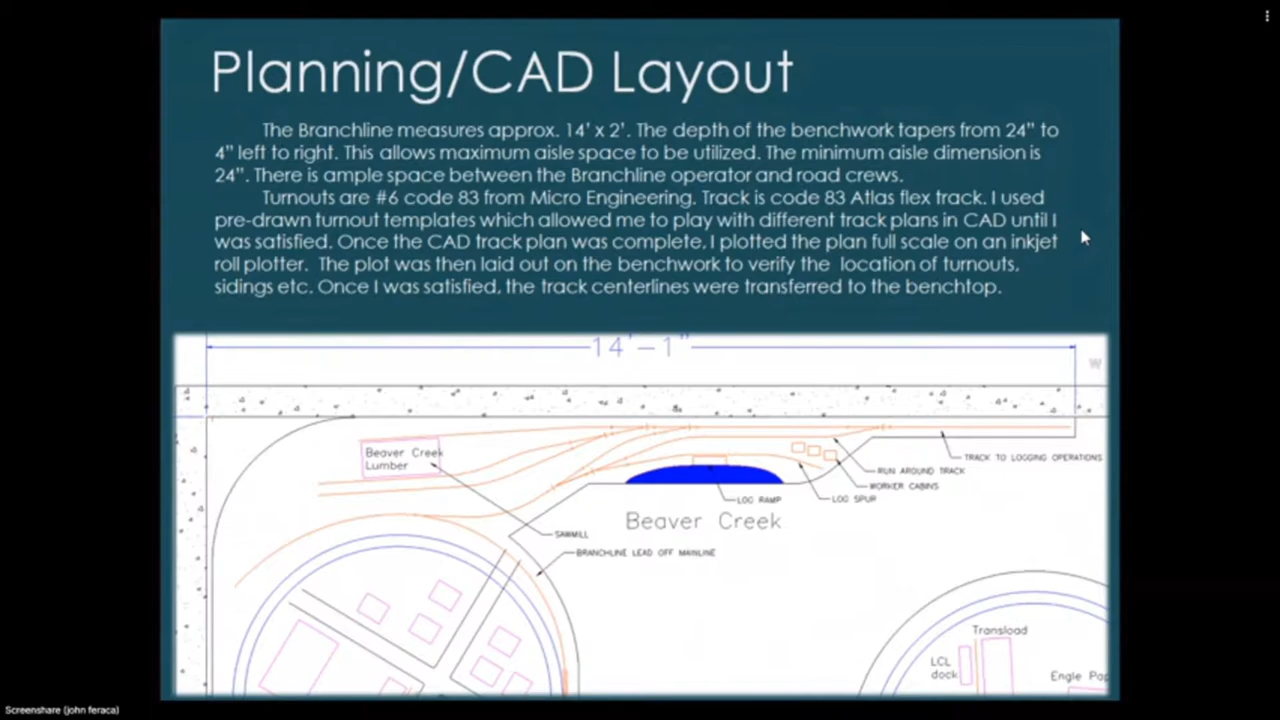 Planning/CAD Layout
The Branchline measures approx. 14' x 2'. The depth of the benchwork tapers from 24" to
4" left to right. This allows maximum aisle space to be utilized. The minimum aisle dimension is
24". There is ample space between the Branchline operator and road crews.
Turnouts are #6 code 83 from Micro Engineering. Track is code 83 Atlas flex track. I used
pre-drawn turnout templates which allowed me to play with different track plans in CAD until I
was satisfied. Once the CAD track plan was complete, I plotted the plan full scale on an inkjet
roll plotter. The plot was then laid out on the benchwork to verify the location of turnouts,
sidings etc. Once I was satisfied, the track centerlines were transferred to the benchtop.
14'-1"
W
Beaver Creek
Lumber
TRACK TO LOGGING OPERATIONS
RUN AROUND TRACK
WORKER CABINS
LOG SPUR
LOG RAMP
Beaver Creek
SAWMILL
BRANCHLINE LEAD OFF MAINLINE
Transload
LCL
dock
Engle Pap
Screenshare (john feraca)